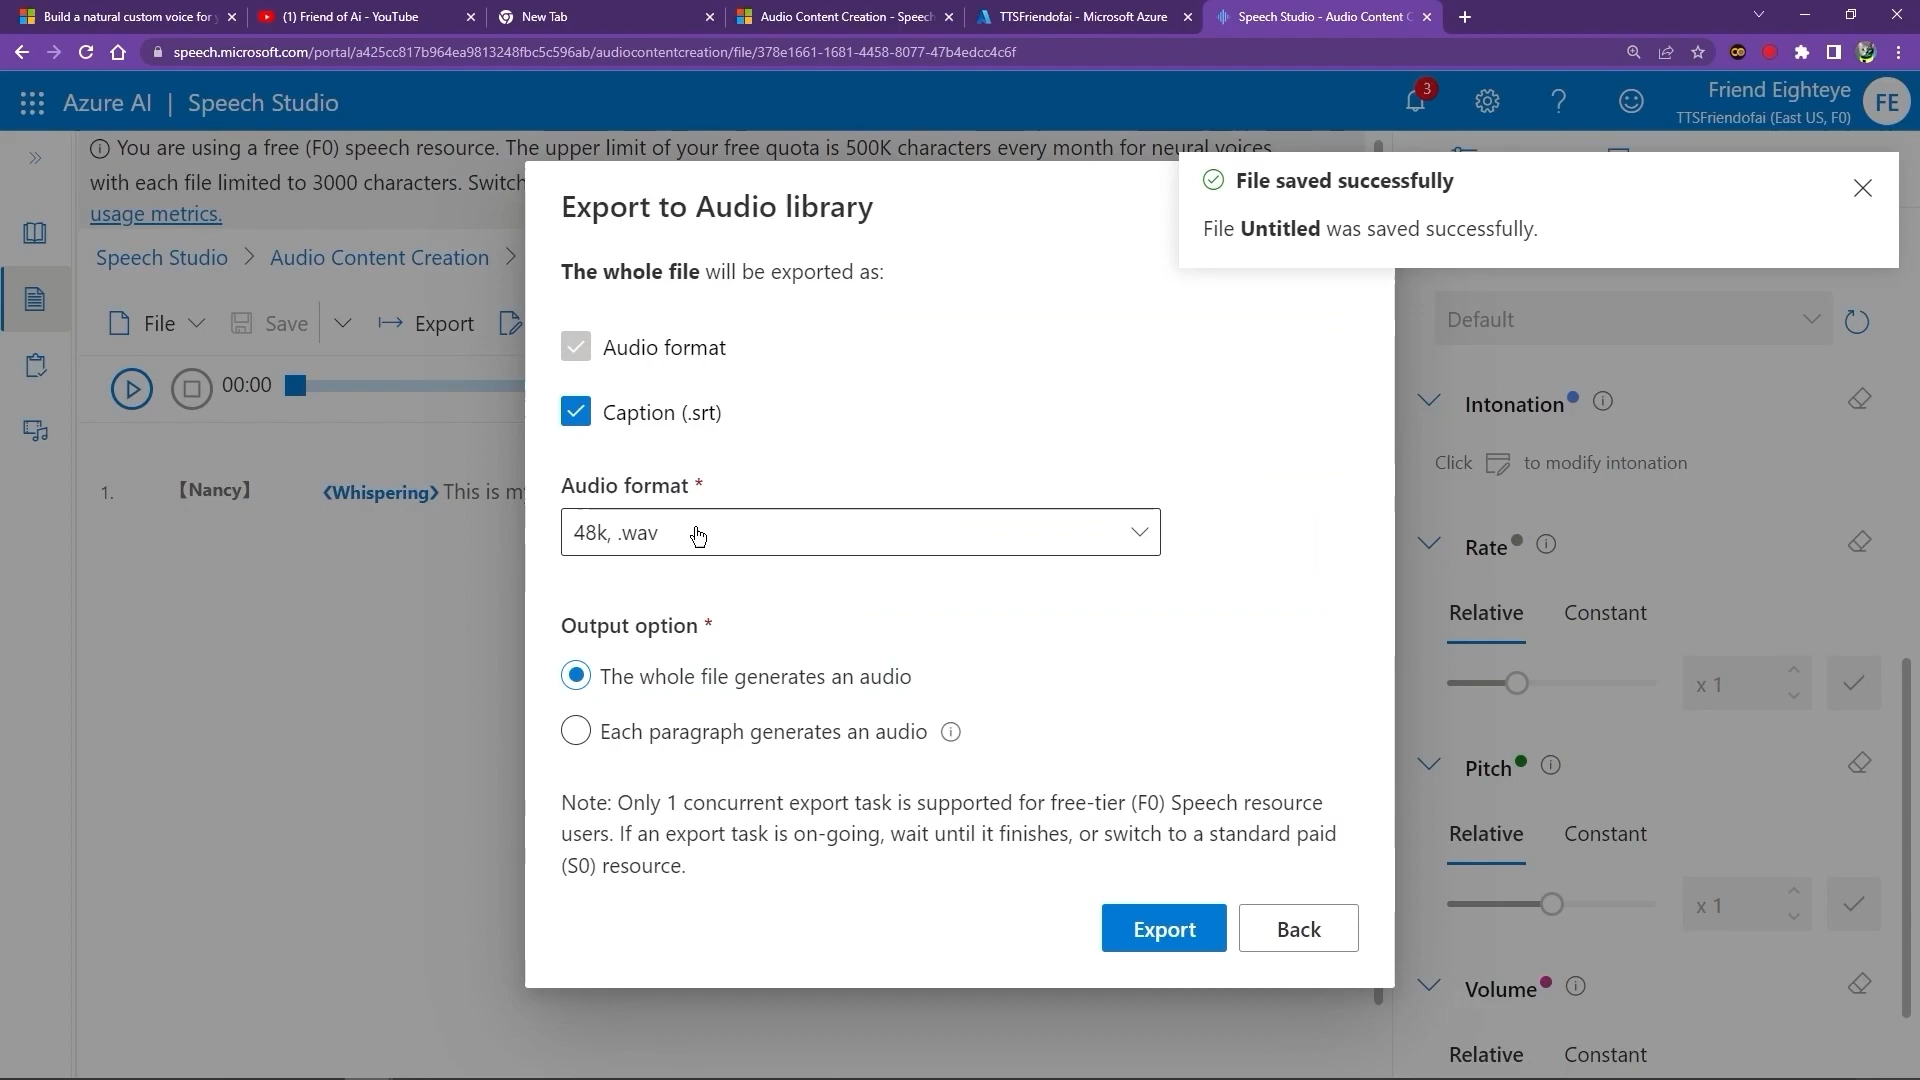 Build a natural custom voice for
(1) Friend of Ai - YouTube
New Tab
Audio Content Creation - Speech
TTSFriendofai - Microsoft Azure
Speech Studio - Audio Content C
speech.microsoft.com/portal/a425cc817b964ea9813248fbc5c596ab/audiocontentcreation/file/378e1661-1681-4458-8077-47b4edcc4c6f
Azure AI | Speech Studio
3
Friend Eighteye
TTSFriendofai (East US, F0)
FE
You are using a free (F0) speech resource. The upper limit of your free quota is 500K characters every month for neural voices
with each file limited to 3000 characters. Switch
usage metrics.
Speech Studio > Audio Content Creation >
File
Save
Export
00:00
1. 【Nancy】 《Whispering》 This is my
Export to Audio library
The whole file will be exported as:
Audio format
Caption (.srt)
Audio format *
48k, .wav
Output option *
The whole file generates an audio
Each paragraph generates an audio
Note: Only 1 concurrent export task is supported for free-tier (F0) Speech resource
users. If an export task is on-going, wait until it finishes, or switch to a standard paid
(S0) resource.
Export
Back
File saved successfully
File Untitled was saved successfully.
Default
Intonation
Click to modify intonation
Rate
Relative Constant
x 1
Pitch
Relative Constant
x 1
Volume
Relative Constant